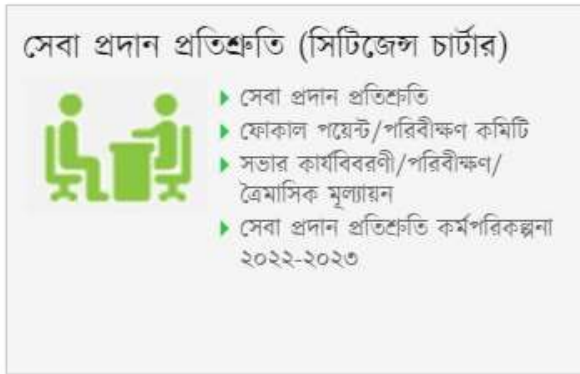 সেবা প্রদান প্রতিশ্রুতি (সিটিজেন্স চার্টার)
সেবা প্রদান প্রতিশ্রুতি
ফোকাল পয়েন্ট/পরিবীক্ষণ কমিটি
সভার কার্যবিবরণী/পরিবীক্ষণ/
ত্রৈমাসিক মূল্যায়ন
সেবা প্রদান প্রতিশ্রুতি কর্মপরিকল্পনা
২০২২-২০২৩